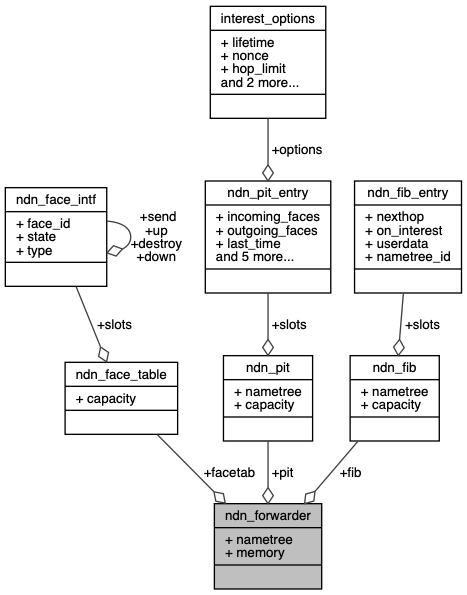 interest_options
+ lifetime
+ nonce
+ hop_limit
and 2 more...
+options
ndn_face_intf
+ face_id
+ state
+ type
+send
+up
+destroy
+down
ndn_pit_entry
+ incoming_faces
+ outgoing_faces
+ last_time
and 5 more...
ndn_fib_entry
+ nexthop
+ on_interest
+ userdata
+ nametree_id
+slots
+slots
+slots
ndn_face_table
+ capacity
ndn_pit
+ nametree
+ capacity
ndn_fib
+ nametree
+ capacity
+facetab
+pit
+fib
ndn_forwarder
+ nametree
+ memory